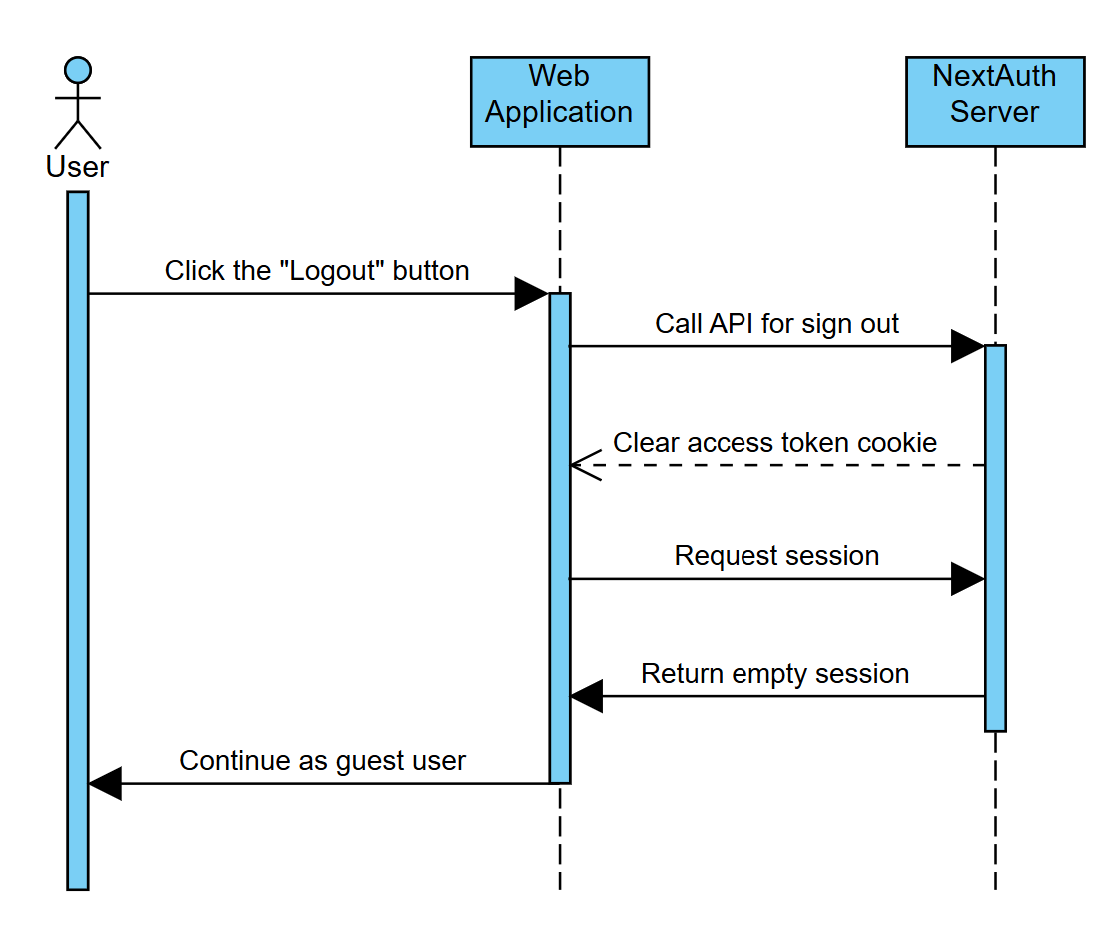 Web
Application
NextAuth
Server
User
Click the "Logout" button
Call API for sign out
Clear access token cookie
Request session
Return empty session
Continue as guest user